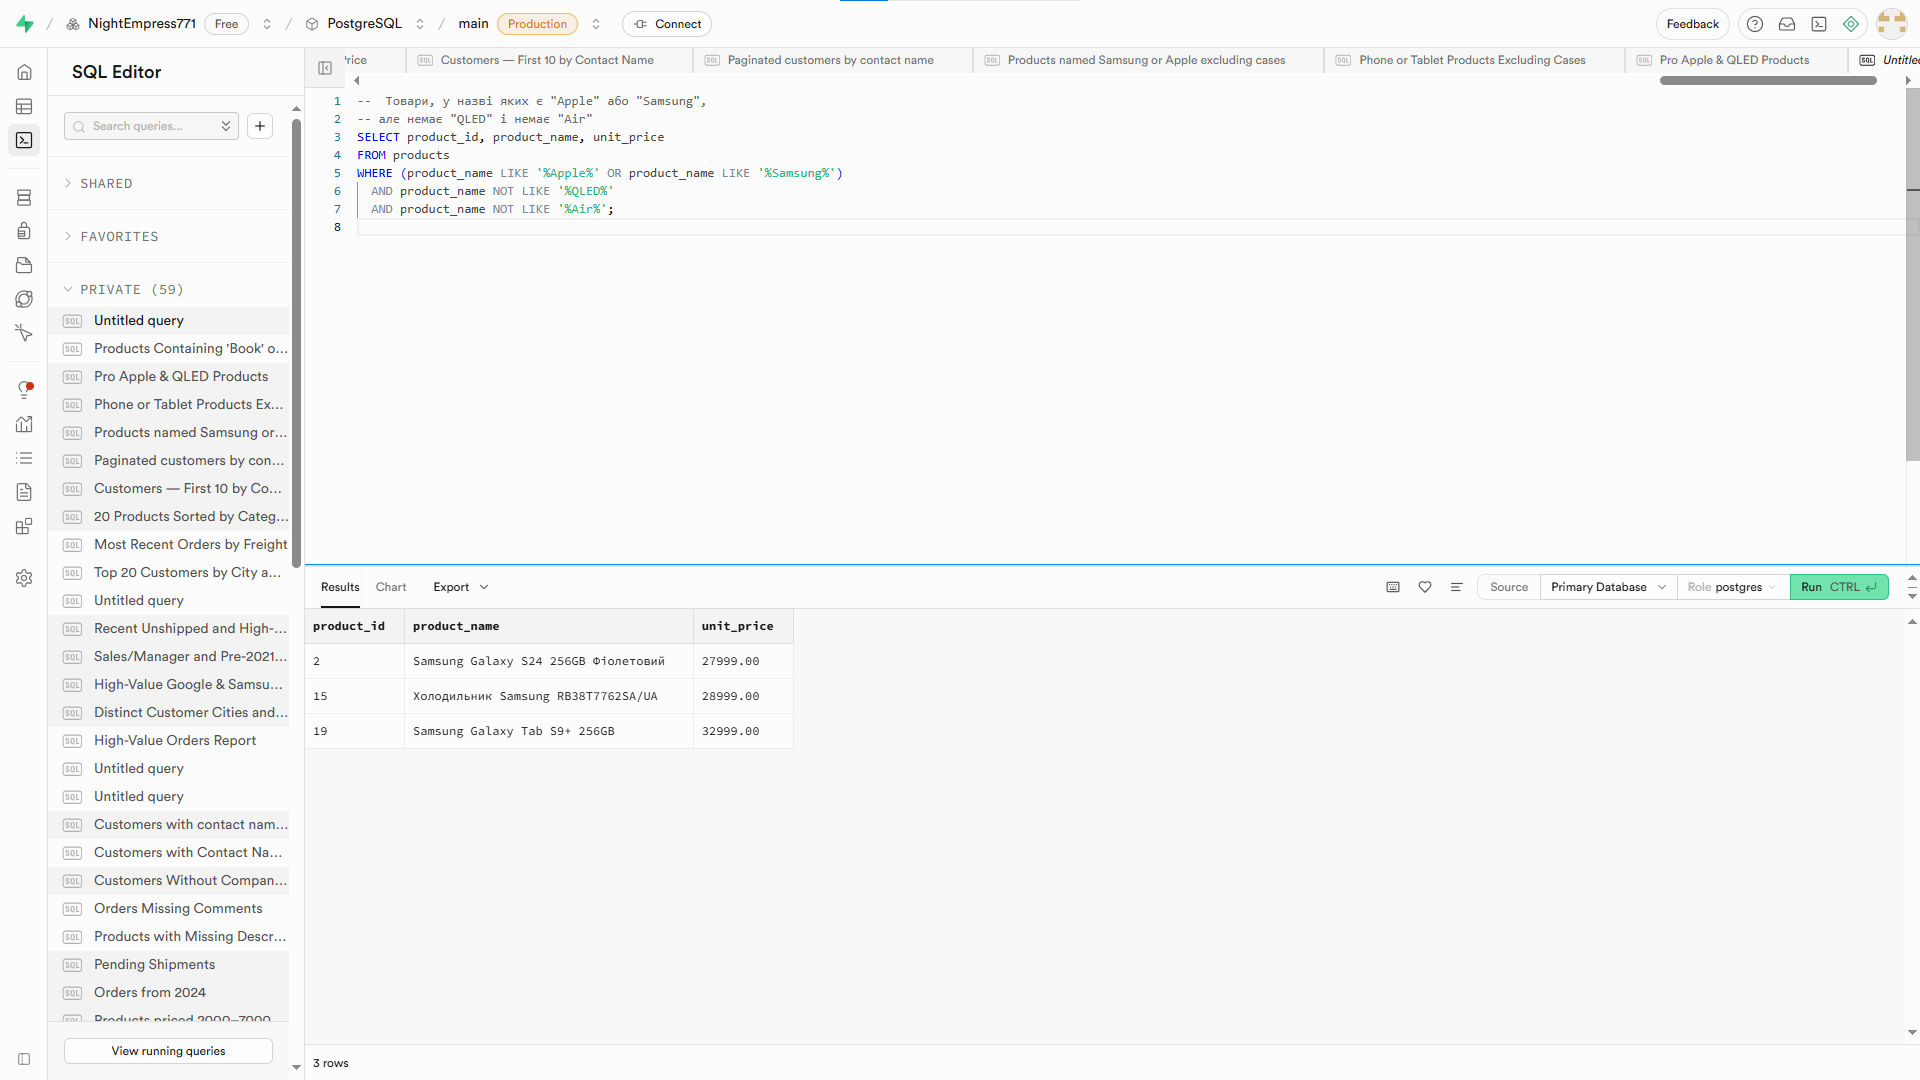 NightEmpress771
Free
PostgreSQL
main
Production
Connect
Feedback
SQL Editor
Search queries...
SHARED
FAVORITES
PRIVATE (59)
Untitled query
Products Containing 'Book' o...
Pro Apple & QLED Products
Phone or Tablet Products Ex...
Products named Samsung or...
Paginated customers by con...
Customers — First 10 by Co...
20 Products Sorted by Categ...
Most Recent Orders by Freight
Top 20 Customers by City a...
Untitled query
Recent Unshipped and High-...
Sales/Manager and Pre-2021...
High-Value Google & Samsu...
Distinct Customer Cities and...
High-Value Orders Report
Untitled query
Untitled query
Customers with contact nam...
Customers with Contact Na...
Customers Without Compan...
Orders Missing Comments
Products with Missing Descr...
Pending Shipments
Orders from 2024
Products priced 2000–7000
View running queries
rice
Customers — First 10 by Contact Name
Paginated customers by contact name
Products named Samsung or Apple excluding cases
Phone or Tablet Products Excluding Cases
Pro Apple & QLED Products
Untitle
1 -- Товари, у назві яких є "Apple" або "Samsung",
2 -- але немає "QLED" і немає "Air"
3 SELECT product_id, product_name, unit_price
4 FROM products
5 WHERE (product_name LIKE '%Apple%' OR product_name LIKE '%Samsung%')
6 AND product_name NOT LIKE '%QLED%'
7 AND product_name NOT LIKE '%Air%';
8
Results
Chart
Export
Source
Primary Database
Role postgres
Run CTRL
product_id product_name unit_price
2 Samsung Galaxy S24 256GB Фіолетовий 27999.00
15 Холодильник Samsung RB38T7762SA/UA 28999.00
19 Samsung Galaxy Tab S9+ 256GB 32999.00
3 rows